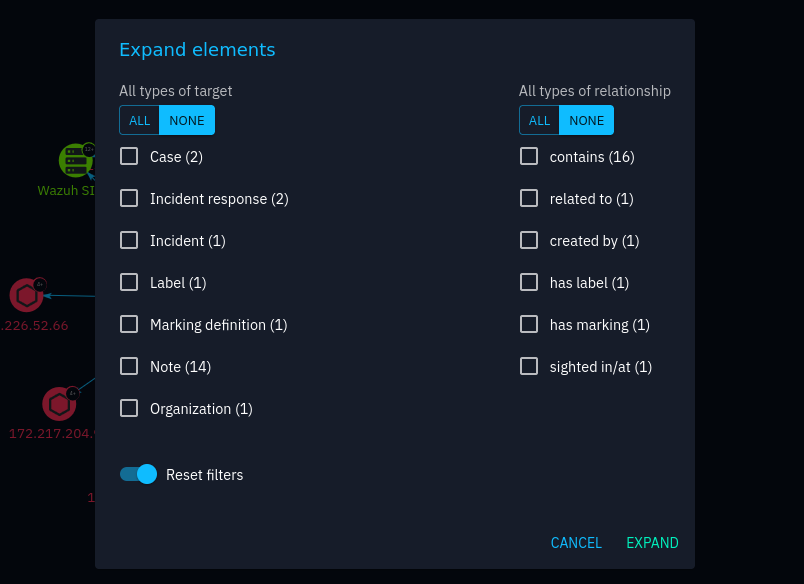 Expand elements
All types of target
ALL NONE
Case (2)
Incident response (2)
Incident (1)
Label (1)
Marking definition (1)
Note (14)
Organization (1)
All types of relationship
ALL NONE
contains (16)
related to (1)
created by (1)
has label (1)
has marking (1)
sighted in/at (1)
Reset filters
CANCEL EXPAND
Wazuh SI
.226.52.66
172.217.204.
1